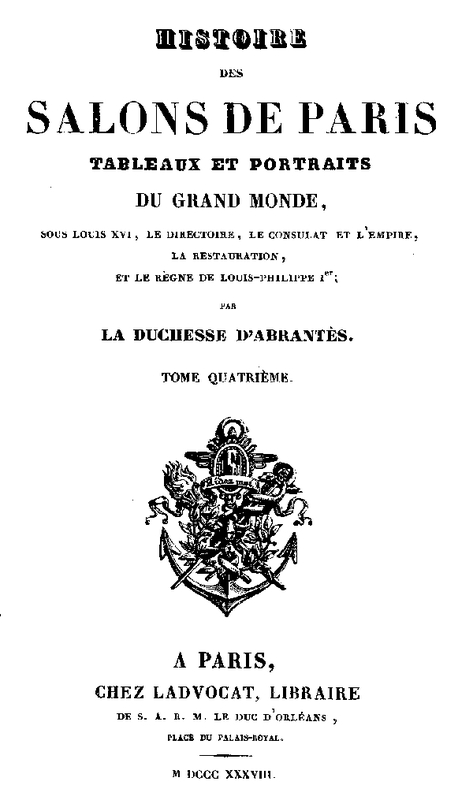 HISTOIRE
DES
SALONS DE PARIS
TABLEAUX ET PORTRAITS
DU GRAND MONDE,
SOUS LOUIS XVI, LE DIRECTOIRE, LE CONSULAT ET L'EMPIRE,
LA RESTAURATION,
ET LE RÈGNE DE LOUIS-PHILIPPE Ier;
PAR
LA DUCHESSE D'ABRANTÈS.
TOME QUATRIÈME.
Aidez moi
A PARIS,
CHEZ LADVOCAT, LIBRAIRE
DE S. A. R. M. LE DUC D'ORLÉANS,
PLACE DU PALAIS-ROYAL.
M DCCC XXXVIII.